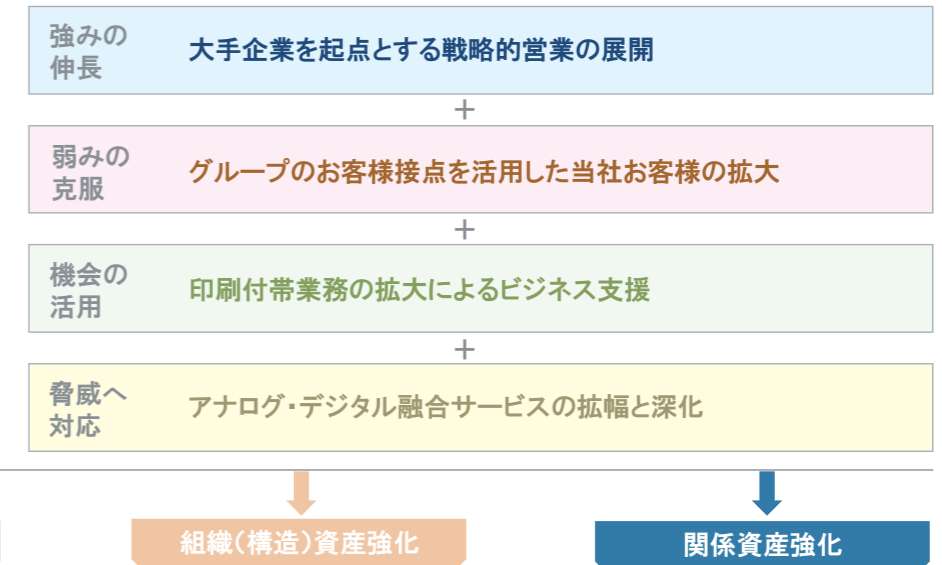 強みの
伸長
大手企業を起点とする戦略的営業の展開
＋
弱みの
克服
グループのお客様接点を活用した当社お客様の拡大
＋
機会の
活用
印刷付帯業務の拡大によるビジネス支援
＋
脅威へ
対応
アナログ・デジタル融合サービスの拡幅と深化
組織（構造）資産強化
関係資産強化